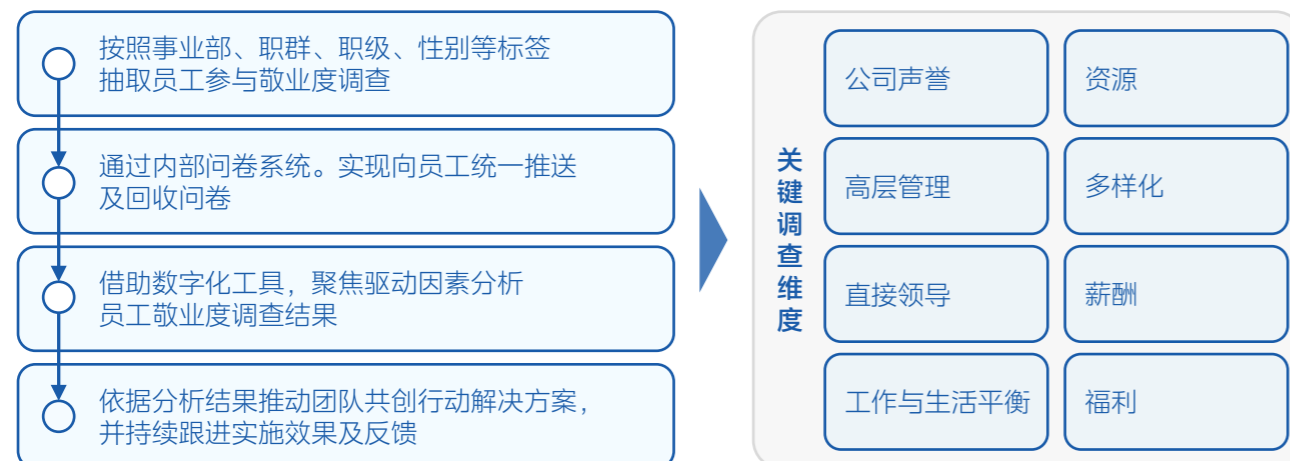 按照事业部、职群、职级、性别等标签
抽取员工参与敬业度调查
通过内部问卷系统。实现向员工统一推送
及回收问卷
借助数字化工具，聚焦驱动因素分析
员工敬业度调查结果
依据分析结果推动团队共创行动解决方案，
并持续跟进实施效果及反馈
关键调查维度
公司声誉
资源
高层管理
多样化
直接领导
薪酬
工作与生活平衡
福利